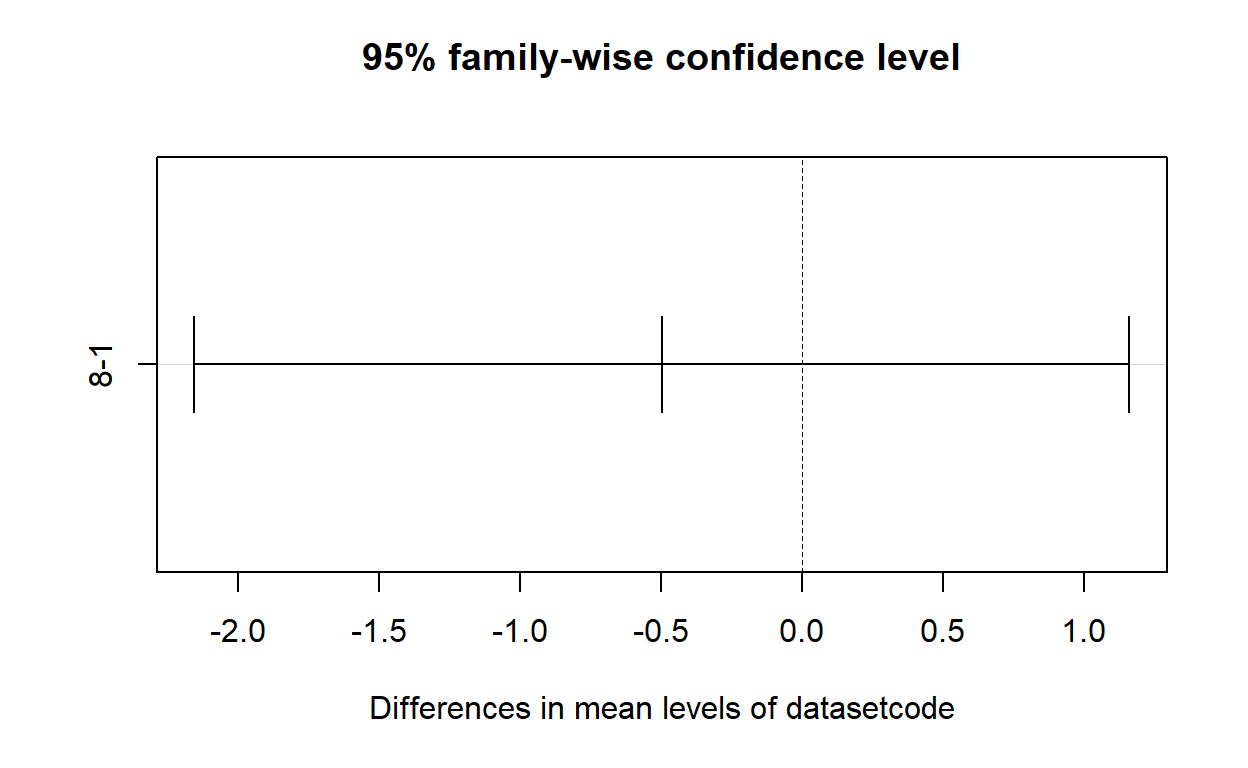 95% family-wise confidence level
8-1
-2.0 -1.5 -1.0 -0.5 0.0 0.5 1.0
Differences in mean levels of datasetcode